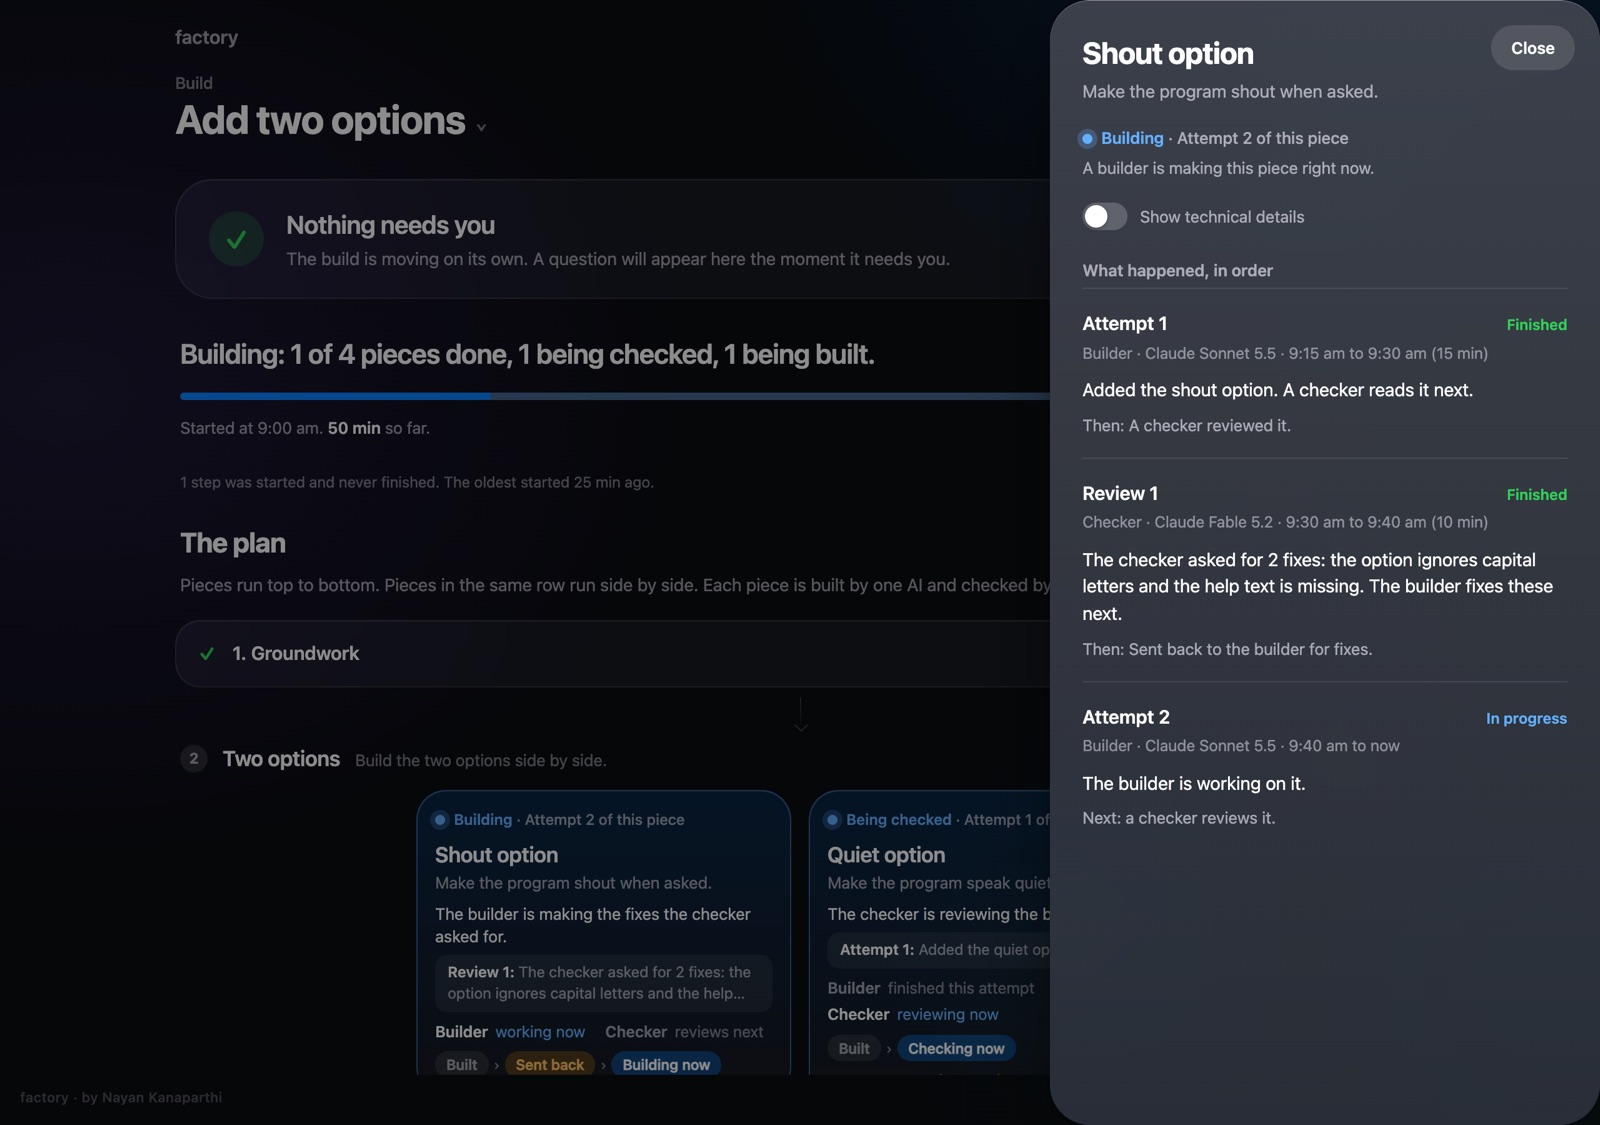 factory
Build
Add two options
Nothing needs you
The build is moving on its own. A question will appear here the moment it needs you.
Building: 1 of 4 pieces done, 1 being checked, 1 being built.
Started at 9:00 am. 50 min so far.
1 step was started and never finished. The oldest started 25 min ago.
The plan
Pieces run top to bottom. Pieces in the same row run side by side. Each piece is built by one AI and checked by
1. Groundwork
2 Two options Build the two options side by side.
Building · Attempt 2 of this piece
Shout option
Make the program shout when asked.
The builder is making the fixes the checker
asked for.
Review 1: The checker asked for 2 fixes: the
option ignores capital letters and the help...
Builder working now Checker reviews next
Built › Sent back › Building now
Being checked · Attempt 1 of
Quiet option
Make the program speak quiet
The checker is reviewing the b
Attempt 1: Added the quiet op
Builder finished this attempt
Checker reviewing now
Built › Checking now
factory · by Nayan Kanaparthi
Shout option
Close
Make the program shout when asked.
Building · Attempt 2 of this piece
A builder is making this piece right now.
Show technical details
What happened, in order
Attempt 1 Finished
Builder · Claude Sonnet 5.5 · 9:15 am to 9:30 am (15 min)
Added the shout option. A checker reads it next.
Then: A checker reviewed it.
Review 1 Finished
Checker · Claude Fable 5.2 · 9:30 am to 9:40 am (10 min)
The checker asked for 2 fixes: the option ignores capital
letters and the help text is missing. The builder fixes these
next.
Then: Sent back to the builder for fixes.
Attempt 2 In progress
Builder · Claude Sonnet 5.5 · 9:40 am to now
The builder is working on it.
Next: a checker reviews it.